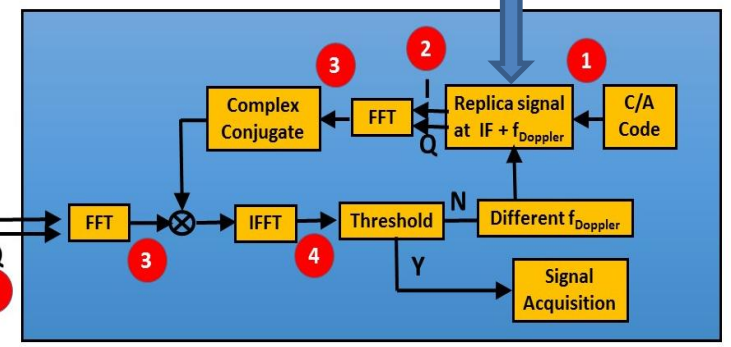 2
3
1
I
Complex
Conjugate
FFT
Replica signal
at IF + fDoppler
C/A
Code
Q
FFT
IFFT
Threshold
N
Different fDoppler
3
4
Y
Signal
Acquisition